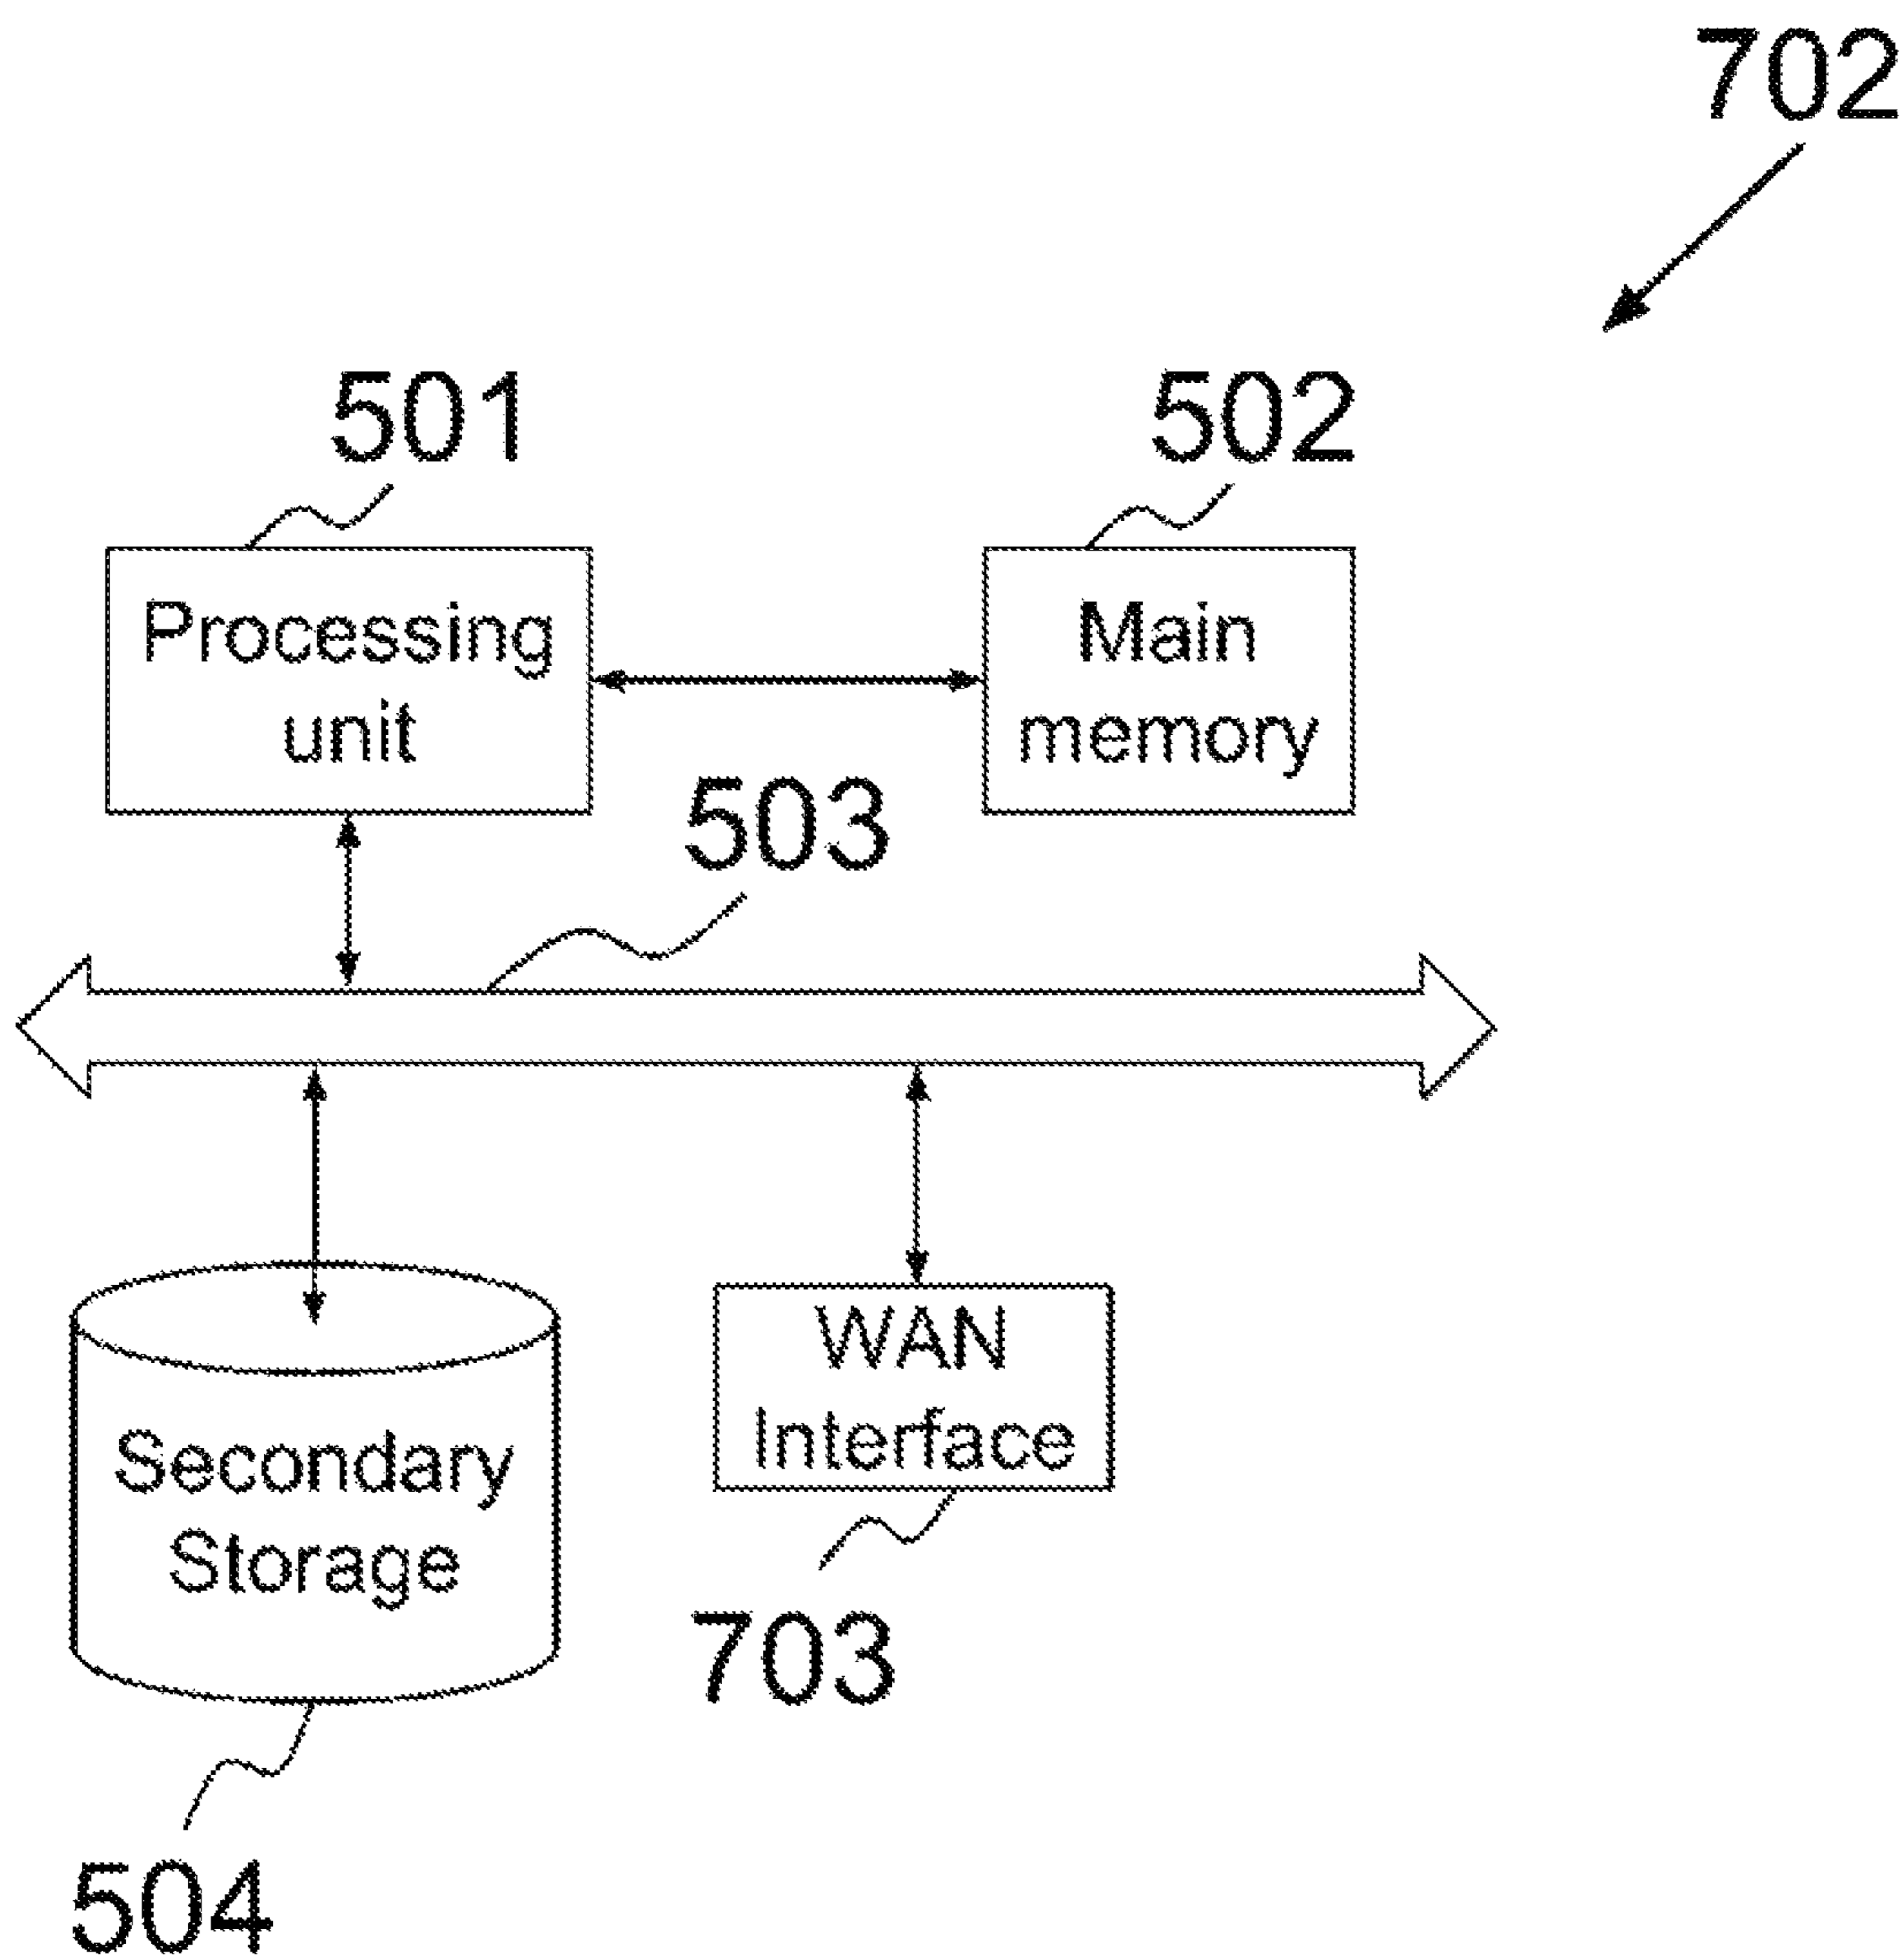 702
501
502
Processing
unit
Main
memory
503
WAN
Interface
Secondary
Storage
703
504